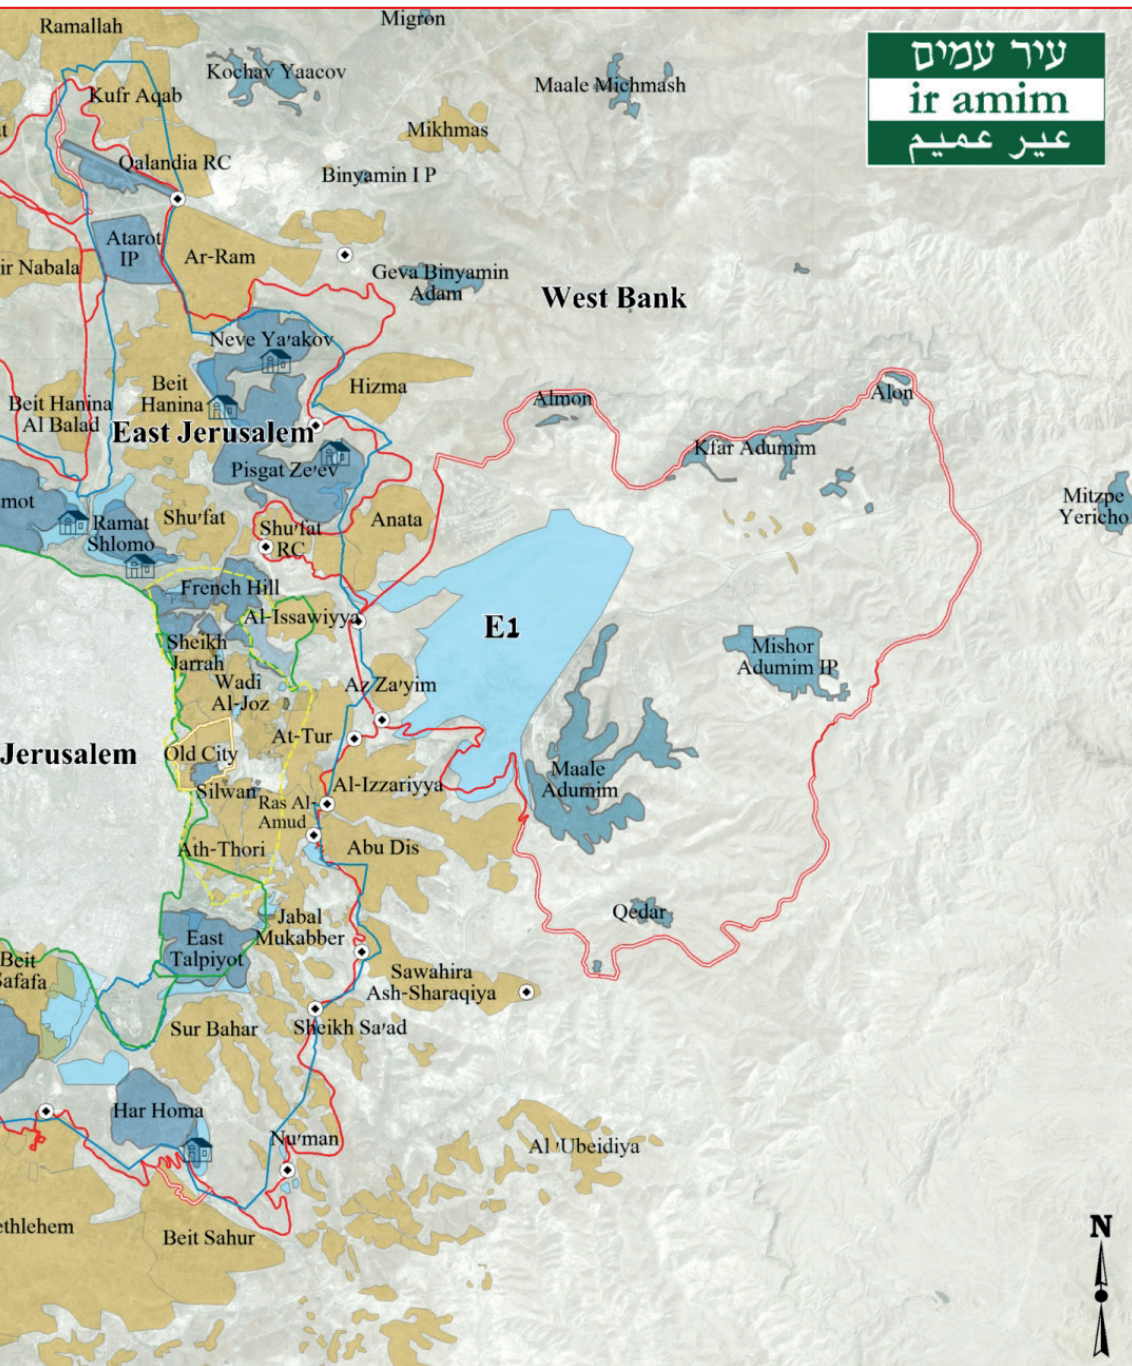 Ramallah
Migron
עיר עמים
ir amim
عير عميم
Kochav Yaacov
Maale Michmash
Kufr Aqab
Mikhmas
Qalandia RC
Binyamin I P
Atarot
IP
Ar-Ram
ir Nabala
Geva Binyamin
Adam
West Bank
Neve Ya'akov
Beit
Hanina
Hizma
Beit Hanina
Al Balad
Almon
Alon
East Jerusalem
Kfar Adumim
Pisgat Ze'ev
mot
Ramat
Shlomo
Shu'fat
Shu'fat
RC
Anata
Mitzpe
Yericho
French Hill
Al-Issawiyya
E1
Sheikh
Jarrah
Mishor
Adumim IP
Wadi
Al-Joz
Az Za'yim
Jerusalem
Old City
At-Tur
Silwan
Al-Izzariyya
Maale
Adumim
Ras Al-
Amud
Ath-Thori
Abu Dis
Qedar
Jabal
Mukabber
East
Talpiyot
Beit
Safafa
Sawahira
Ash-Sharaqiya
Sur Bahar
Sheikh Sa'ad
Har Homa
Nu'man
Al 'Ubeidiya
ethlehem
Beit Sahur
N